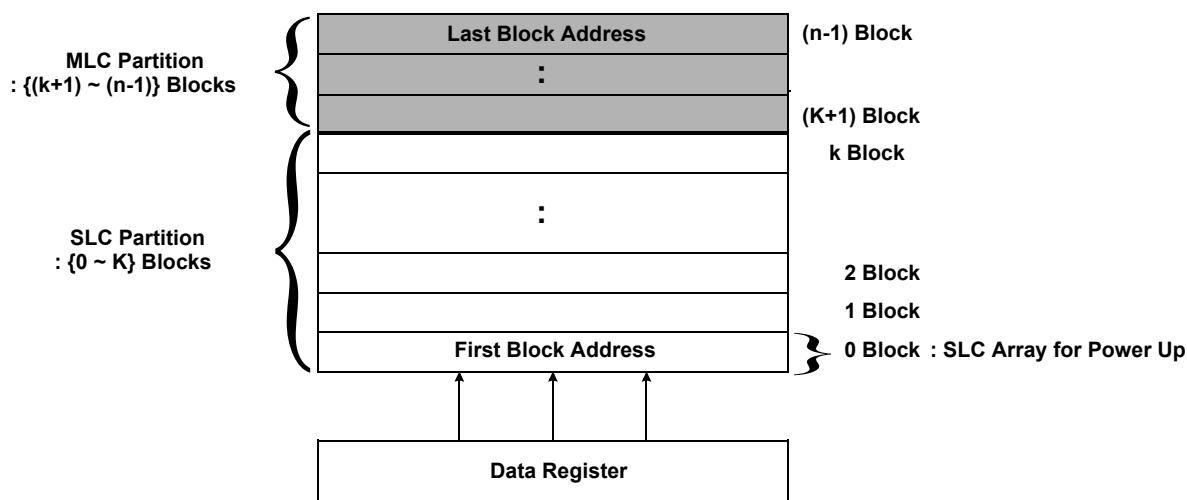 Last Block Address
(n-1) Block
MLC Partition
: {(k+1) ~ (n-1)} Blocks
:
(K+1) Block
k Block
:
SLC Partition
: {0 ~ K} Blocks
2 Block
1 Block
First Block Address
0 Block : SLC Array for Power Up
Data Register